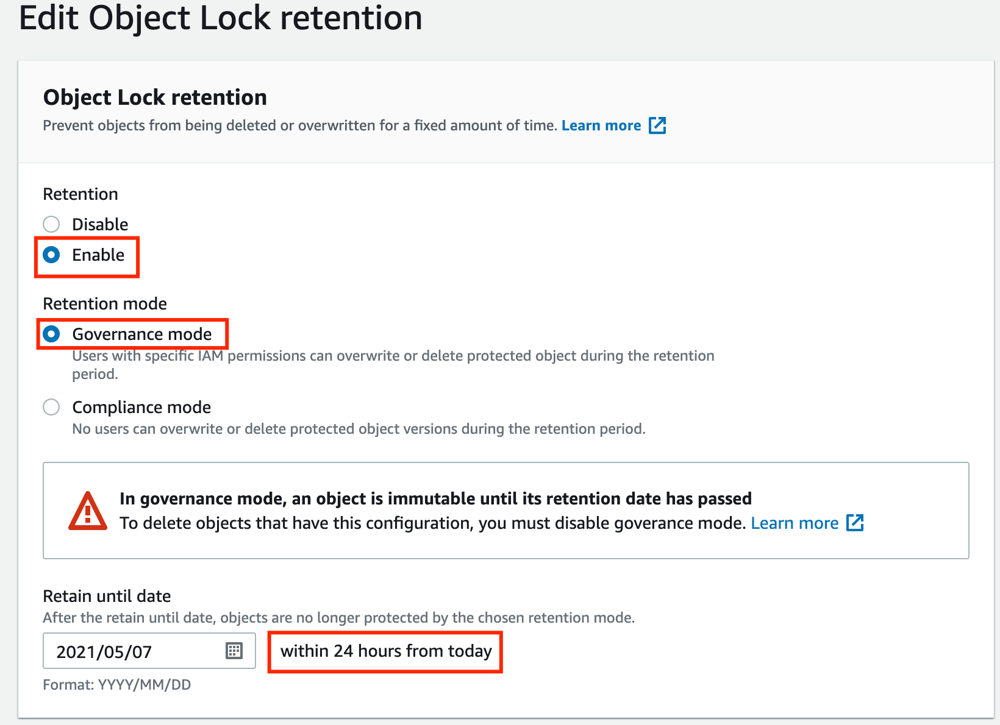 Edit Object Lock retention
Object Lock retention
Prevent objects from being deleted or overwritten for a fixed amount of time. Learn more
Retention
Disable
Enable
Retention mode
Governance mode
Users with specific IAM permissions can overwrite or delete protected object during the retention
period.
Compliance mode
No users can overwrite or delete protected object versions during the retention period.
In governance mode, an object is immutable until its retention date has passed
To delete objects that have this configuration, you must disable goverance mode. Learn more
Retain until date
After the retain until date, objects are no longer protected by the chosen retention mode.
2021/05/07 within 24 hours from today
Format: YYYY/MM/DD